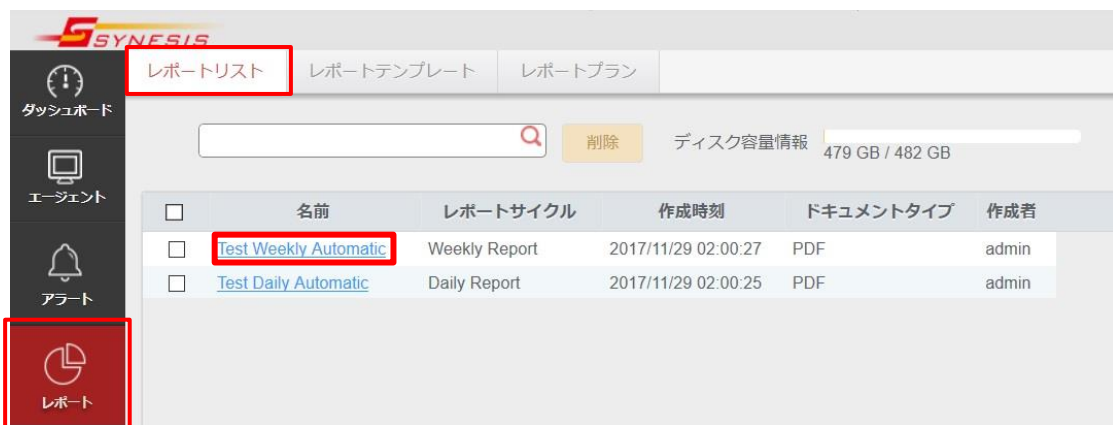 SYNESIS
ダッシュボード
エージェント
アラート
レポート
レポートリスト レポートテンプレート レポートプラン
削除 ディスク容量情報 479 GB / 482 GB
名前 レポートサイクル 作成時刻 ドキュメントタイプ 作成者
Test Weekly Automatic Weekly Report 2017/11/29 02:00:27 PDF admin
Test Daily Automatic Daily Report 2017/11/29 02:00:25 PDF admin